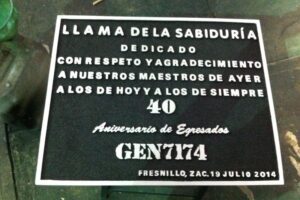 LLAMA DE LA SABIDURÍA
DEDICADO
CON RESPETO Y AGRADECIMIENTO
A NUESTROS MAESTROS DE AYER
A LOS DE HOY Y A LOS DE SIEMPRE
40
Aniversario de Egresados
GEN7174
FRESNILLO, ZAC. 19 JULIO 2014